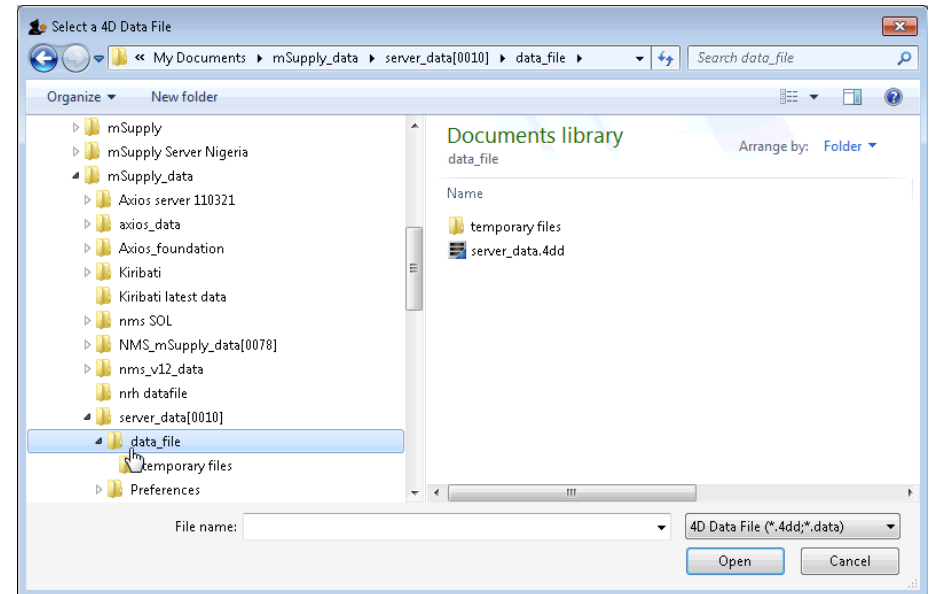 Select a 4D Data File
« My Documents mSupply_data server_data[0010] data_file
Search data_file
Organize New folder
mSupply
mSupply Server Nigeria
mSupply_data
Axios server 110321
axios_data
Axios_foundation
Kiribati
Kiribati latest data
nms SOL
NMS_mSupply_data[0078]
nms_v12_data
nrh datafile
server_data[0010]
data_file
temporary files
Preferences
Documents library
data_file
Arrange by: Folder
Name
temporary files
server_data.4dd
File name:
4D Data File (*.4dd;*.data)
Open Cancel